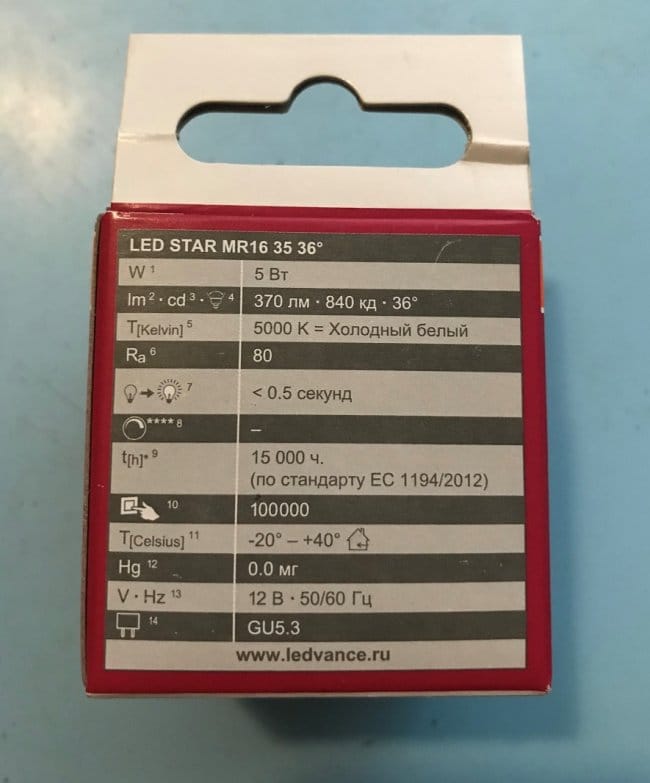 LED STAR MR16 35 36°
W ¹ 5 Вт
lm ² · cd ³ · ⁴ 370 лм · 840 кд · 36°
T[Kelvin] ⁵ 5000 K = Холодный белый
Ra ⁶ 80
⁷ < 0.5 секунд
**** ⁸ –
t[h]* ⁹ 15 000 ч.
(по стандарту ЕС 1194/2012)
¹⁰ 100000
T[Celsius] ¹¹ -20° – +40°
Hg ¹² 0.0 мг
V · Hz ¹³ 12 В · 50/60 Гц
¹⁴ GU5.3
www.ledvance.ru